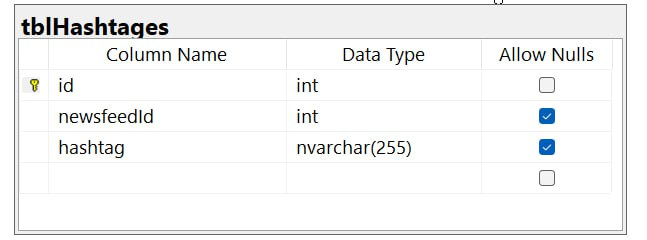 tblHashtages
Column Name Data Type Allow Nulls
id int
newsfeedId int
hashtag nvarchar(255)